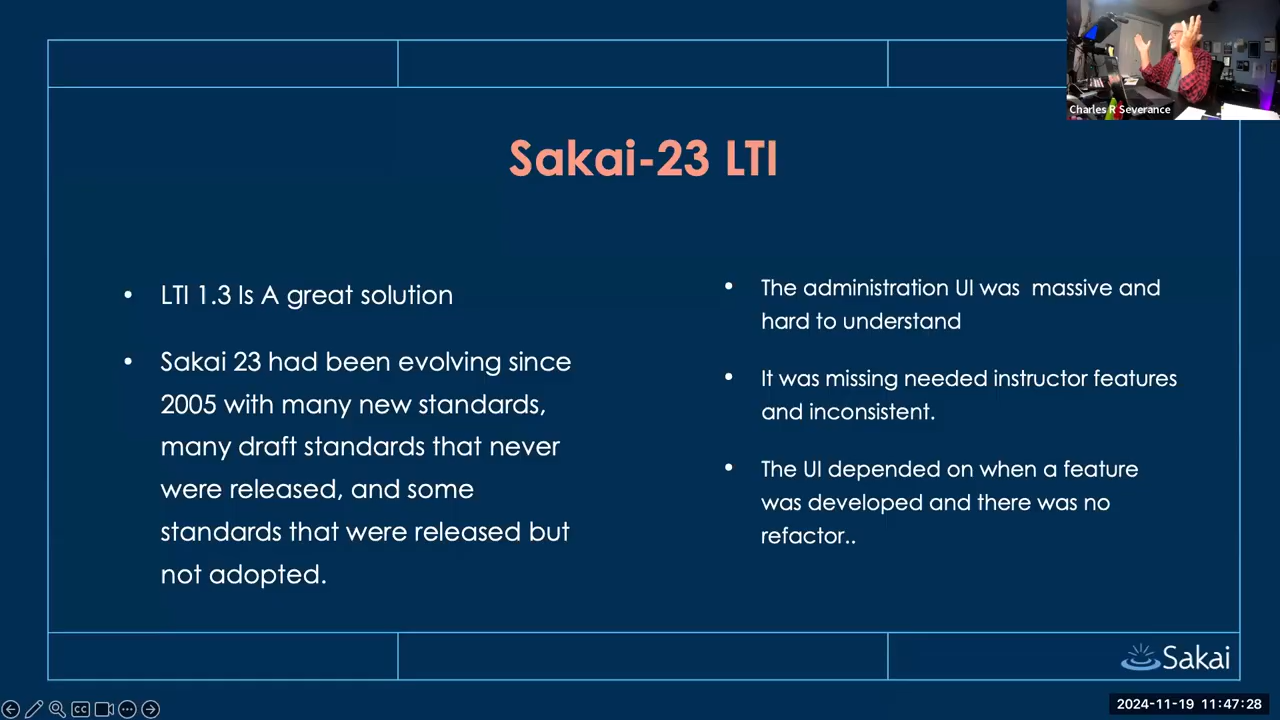 Charles R Severance
Sakai-23 LTI
• LTI 1.3 Is A great solution
• Sakai 23 had been evolving since
2005 with many new standards,
many draft standards that never
were released, and some
standards that were released but
not adopted.
• The administration UI was  massive and
hard to understand
• It was missing needed instructor features
and inconsistent.
• The UI depended on when a feature
was developed and there was no
refactor..
Sakai
CC
2024-11-19 11:47:28